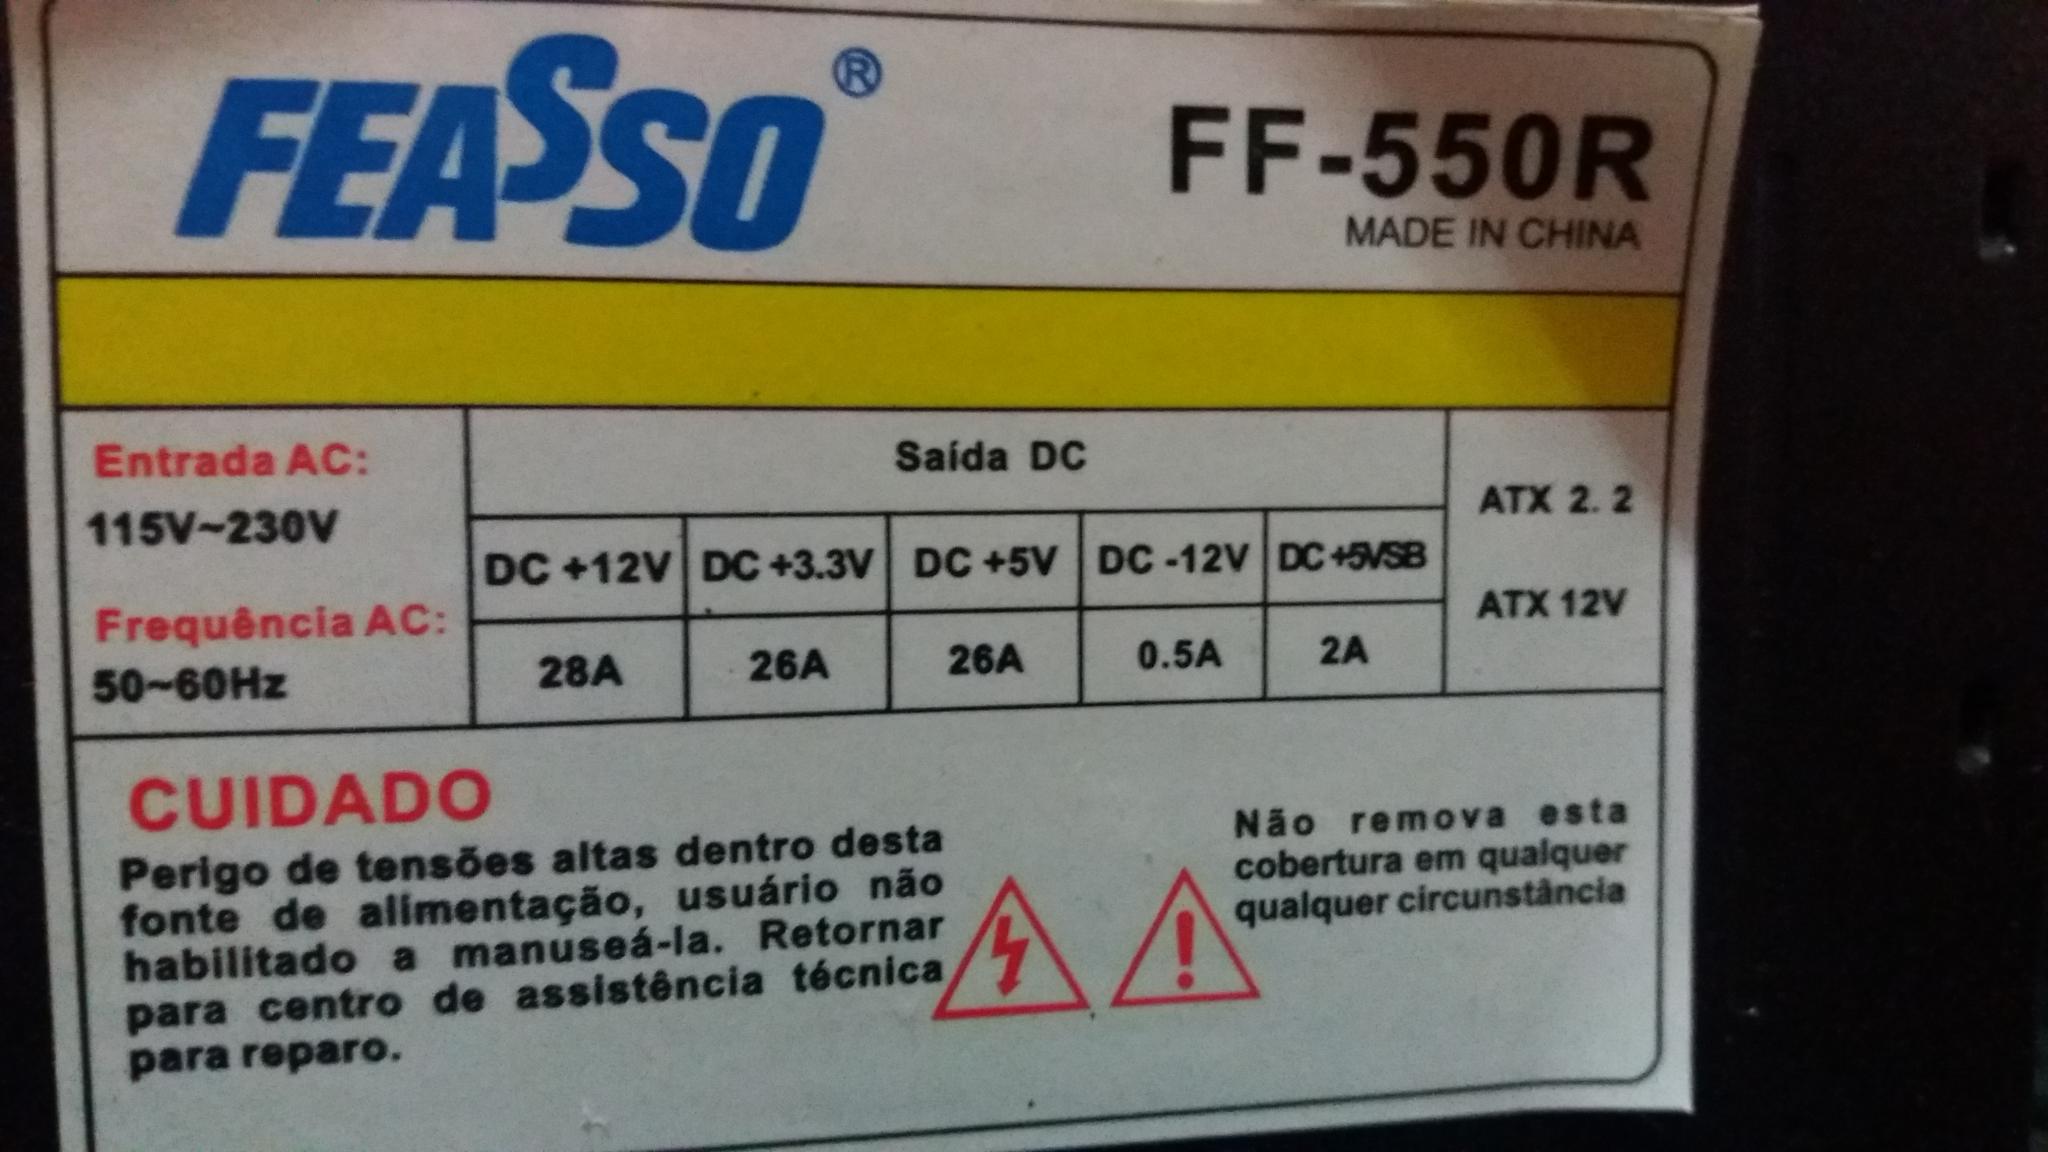 FEASSO®
FF-550R
MADE IN CHINA
Entrada AC:
115V~230V
Frequência AC:
50~60Hz
Saída DC
DC +12V DC +3.3V DC +5V DC -12V DC +5VSB
28A 26A 26A 0.5A 2A
ATX 2. 2
ATX 12V
CUIDADO
Perigo de tensões altas dentro desta
fonte de alimentação, usuário não
habilitado a manuseá-la. Retornar
para centro de assistência técnica
para reparo.
Não remova esta
cobertura em qualquer
qualquer circunstância